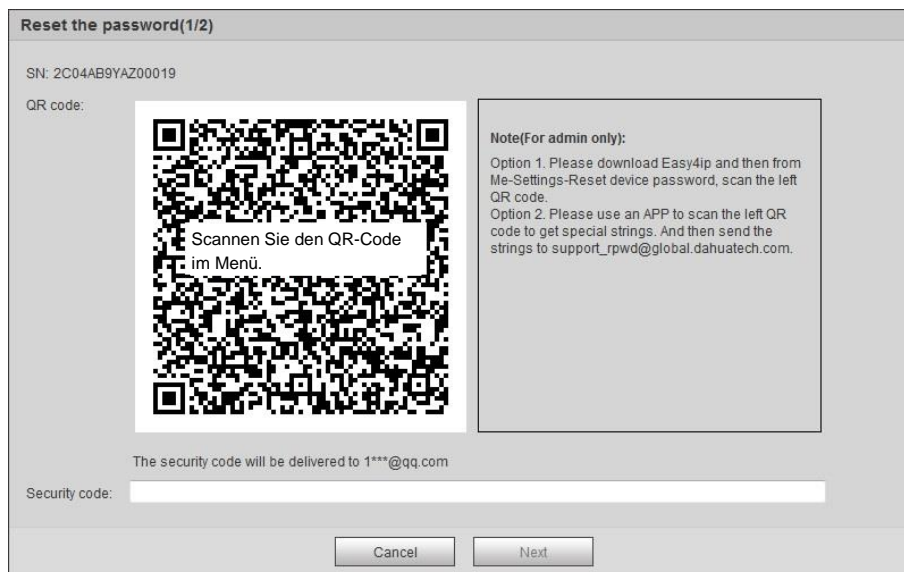 Reset the password(1/2)
SN: 2C04AB9YAZ00019
QR code:
Scannen Sie den QR-Code
im Menü.
Note(For admin only):
Option 1. Please download Easy4ip and then from
Me-Settings-Reset device password, scan the left
QR code.
Option 2. Please use an APP to scan the left QR
code to get special strings. And then send the
strings to support_rpwd@global.dahuatech.com.
The security code will be delivered to 1***@qq.com
Security code:
Cancel
Next